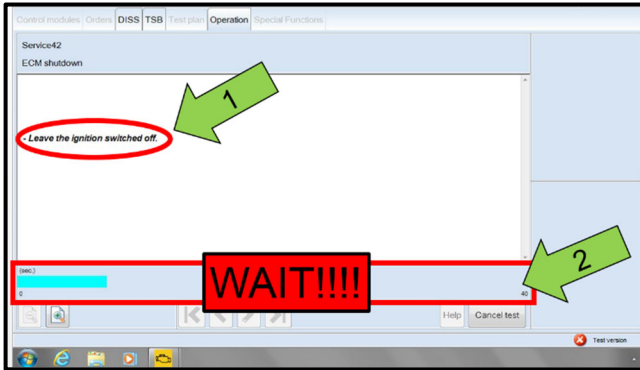 Control modules Orders DISS TSB Test plan Operation Special Functions
Service42
ECM shutdown
1
- Leave the ignition switched off.
2
(sec.)
WAIT!!!!
0 40
Help Cancel test
Test version